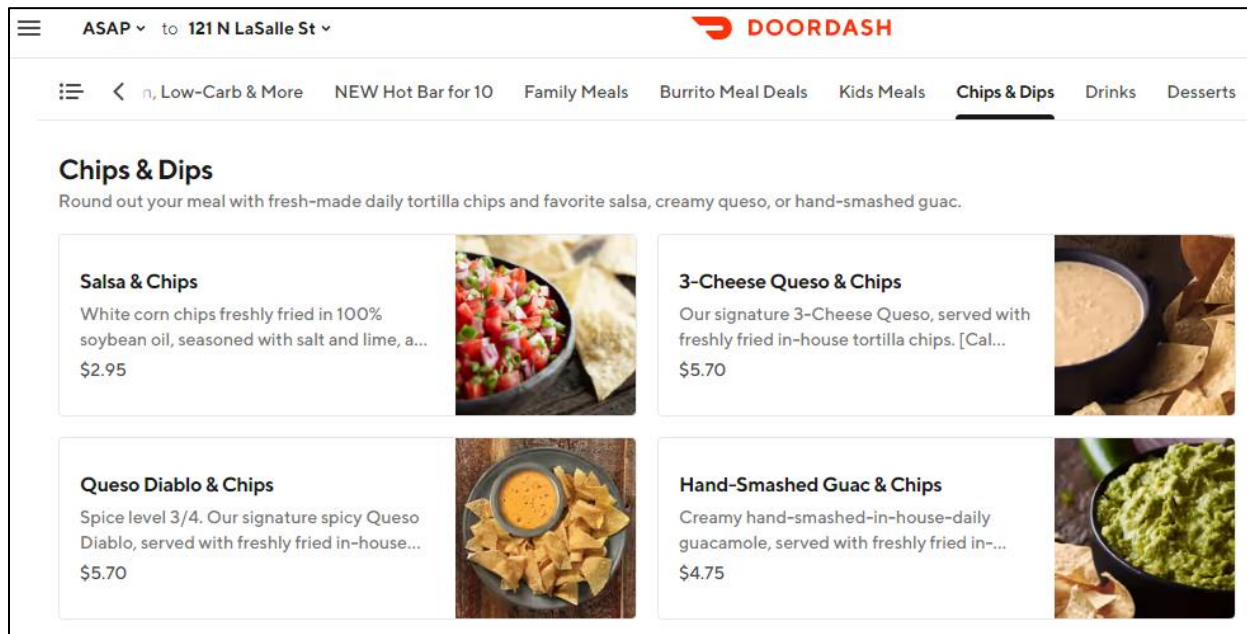 ASAP to 121 N LaSalle St DOORDASH
n, Low-Carb & More NEW Hot Bar for 10 Family Meals Burrito Meal Deals Kids Meals Chips & Dips Drinks Desserts
Chips & Dips
Round out your meal with fresh-made daily tortilla chips and favorite salsa, creamy queso, or hand-smashed guac.
Salsa & Chips
White corn chips freshly fried in 100%
soybean oil, seasoned with salt and lime, a...
$2.95
3-Cheese Queso & Chips
Our signature 3-Cheese Queso, served with
freshly fried in-house tortilla chips. [Cal...
$5.70
Queso Diablo & Chips
Spice level 3/4. Our signature spicy Queso
Diablo, served with freshly fried in-house...
$5.70
Hand-Smashed Guac & Chips
Creamy hand-smashed-in-house-daily
guacamole, served with freshly fried in-...
$4.75